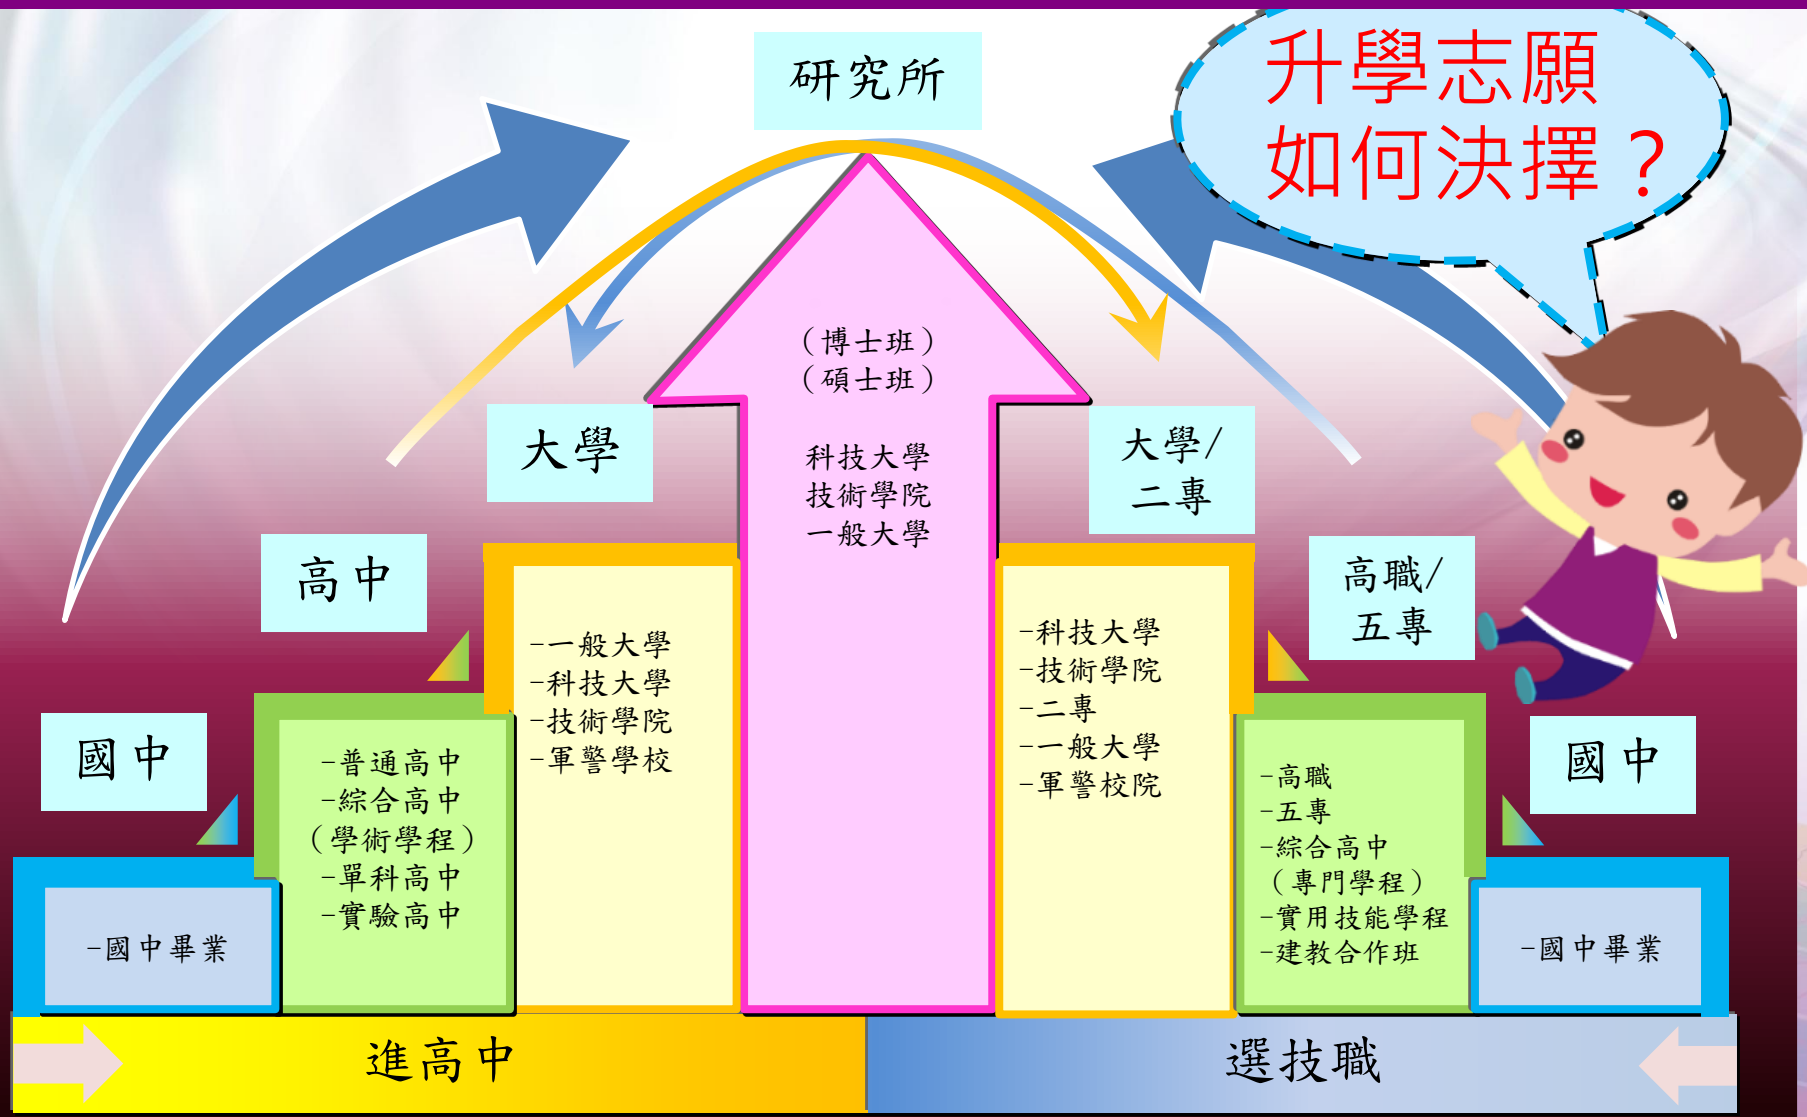 升學志願
如何決擇？
研究所
（博士班）
（碩士班）
科技大學
技術學院
一般大學
大學
-一般大學
-科技大學
-技術學院
-軍警學校
高中
-普通高中
-綜合高中
（學術學程）
-單科高中
-實驗高中
國中
-國中畢業
大學/
二專
-科技大學
-技術學院
-二專
-一般大學
-軍警校院
高職/
五專
-高職
-五專
-綜合高中
（專門學程）
-實用技能學程
-建教合作班
國中
-國中畢業
進高中
選技職